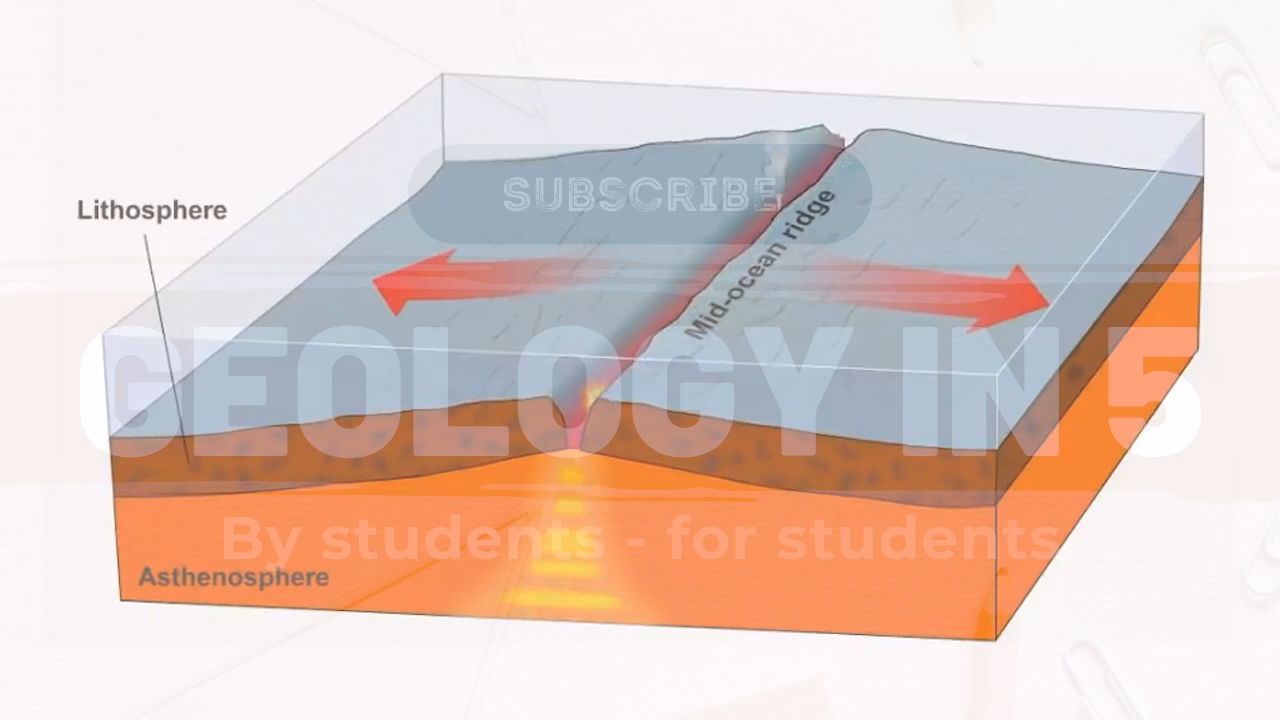 SUBSCRIBE
Lithosphere
Mid-ocean ridge
GEOLOGY IN 5
By students - for students
Asthenosphere